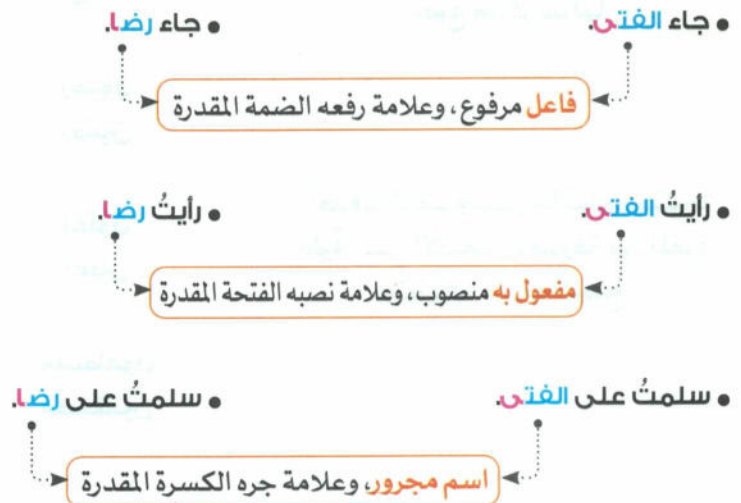 • جاء الفتى. • جاء رضا.
فاعل مرفوع، وعلامة رفعه الضمة المقدرة
• رأيتُ الفتى. • رأيتُ رضا.
مفعول به منصوب، وعلامة نصبه الفتحة المقدرة
• سلمتُ على الفتى. • سلمتُ على رضا.
اسم مجرور، وعلامة جره الكسرة المقدرة